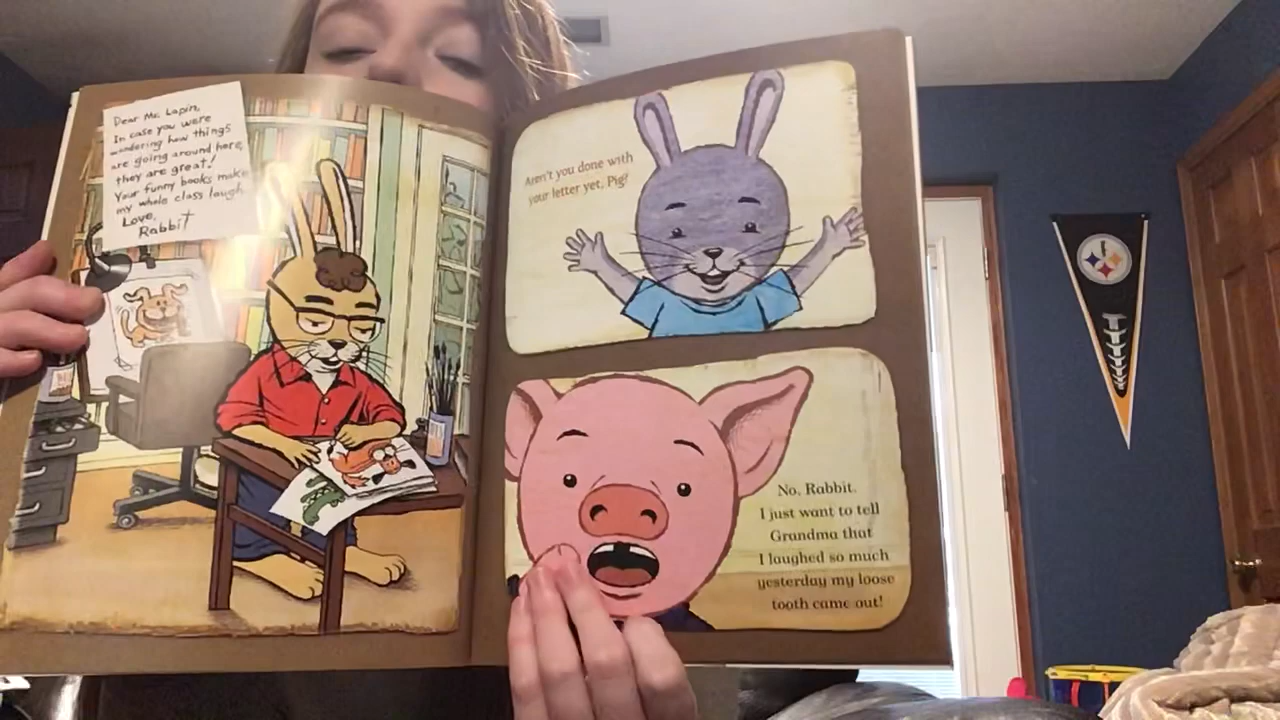 Dear Mr. Lapin,
In case you were
wondering how things
are going around here,
they are great!
Your funny books make
my whole class laugh.
Love,
Rabbit
Aren't you done with
your letter yet, Pig?
No, Rabbit.
I just want to tell
Grandma that
I laughed so much
yesterday my loose
tooth came out!